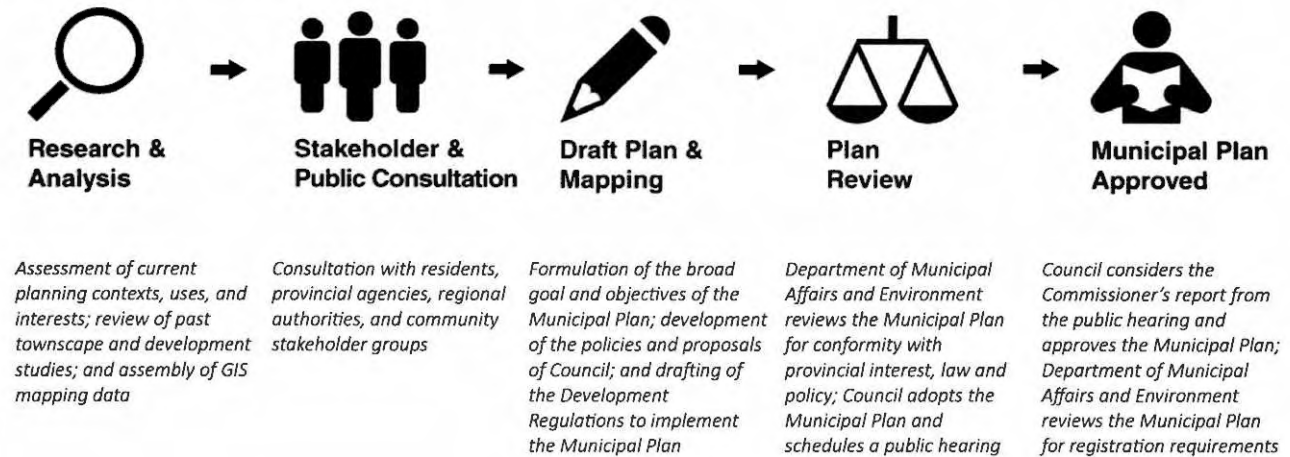 Research &
Analysis
Stakeholder &
Public Consultation
Draft Plan &
Mapping
Plan
Review
Municipal Plan
Approved
Assessment of current
planning contexts, uses, and
interests; review of past
townscape and development
studies; and assembly of GIS
mapping data
Consultation with residents,
provincial agencies, regional
authorities, and community
stakeholder groups
Formulation of the broad
goal and objectives of the
Municipal Plan; development
of the policies and proposals
of Council; and drafting of
the Development
Regulations to implement
the Municipal Plan
Department of Municipal
Affairs and Environment
reviews the Municipal Plan
for conformity with
provincial interest, law and
policy; Council adopts the
Municipal Plan and
schedules a public hearing
Council considers the
Commissioner's report from
the public hearing and
approves the Municipal Plan;
Department of Municipal
Affairs and Environment
reviews the Municipal Plan
for registration requirements